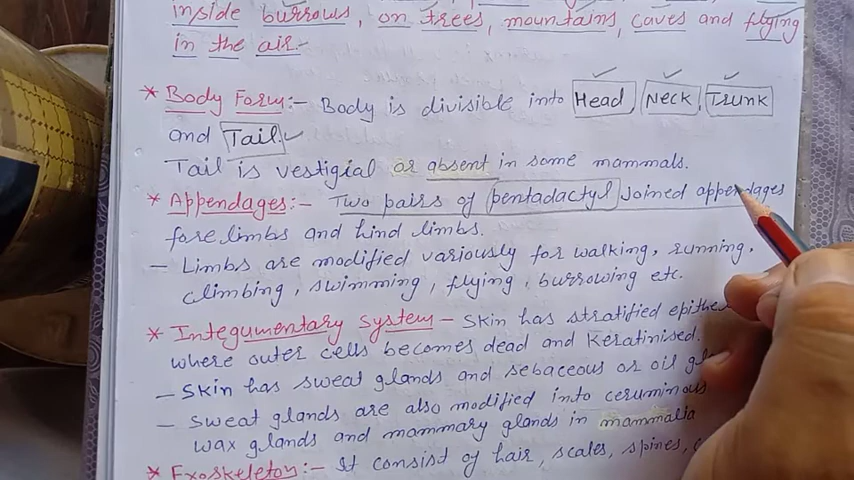 inside burrows, on trees, mountains, caves and flying
in the air.-
* Body Form:- Body is divisible into Head, Neck, Trunk
and Tail
Tail is vestigial or absent in some mammals.
* Appendages:- Two pairs of pentadactyl Joined appendages
fore limbs and hind limbs.
- Limbs are modified variously for walking, running,
climbing, swimming, flying, burrowing etc.
* Integumentary System - Skin has stratified
where outer cells becomes dead and Keratinised.
- Skin has sweat glands and sebaceous or oil
- Sweat glands are also modified into ceruminous
wax glands and mammary glands in mammalia
* Exoskeleton:- It consist of hair, scales, spines,